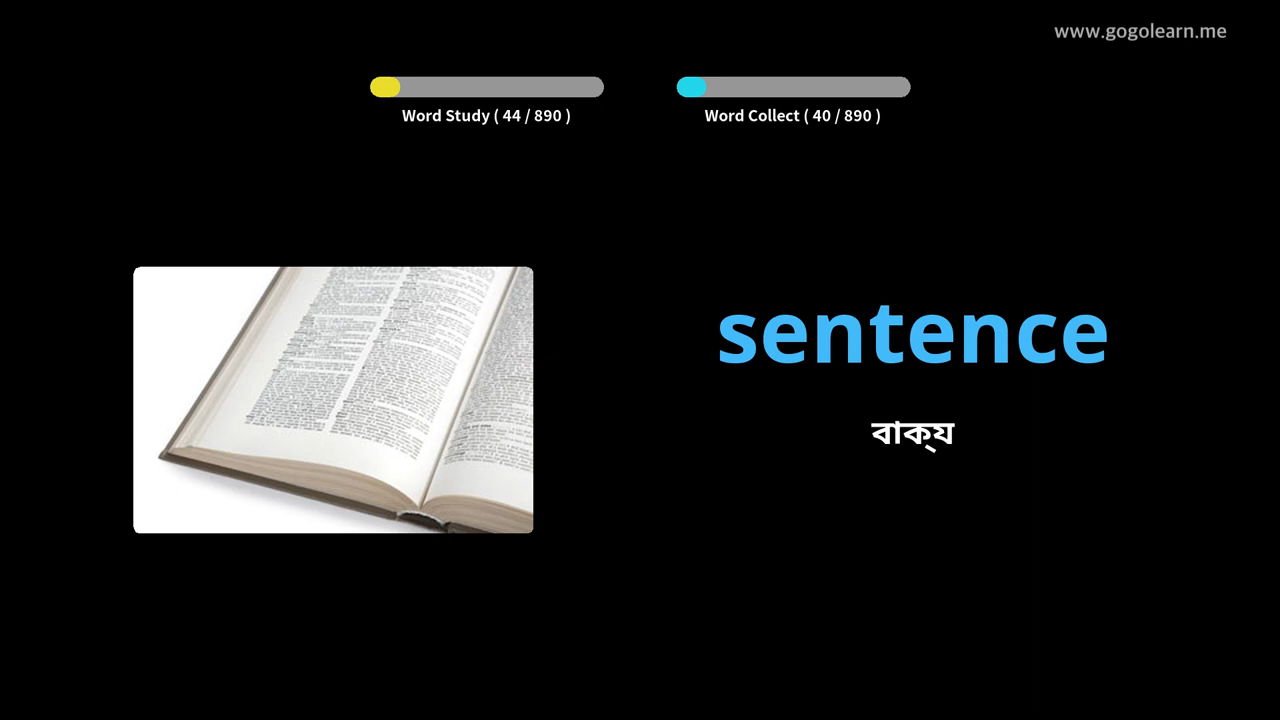 www.gogolearn.me
Word Study ( 44 / 890 )
Word Collect ( 40 / 890 )
sentence
বাক্‌য